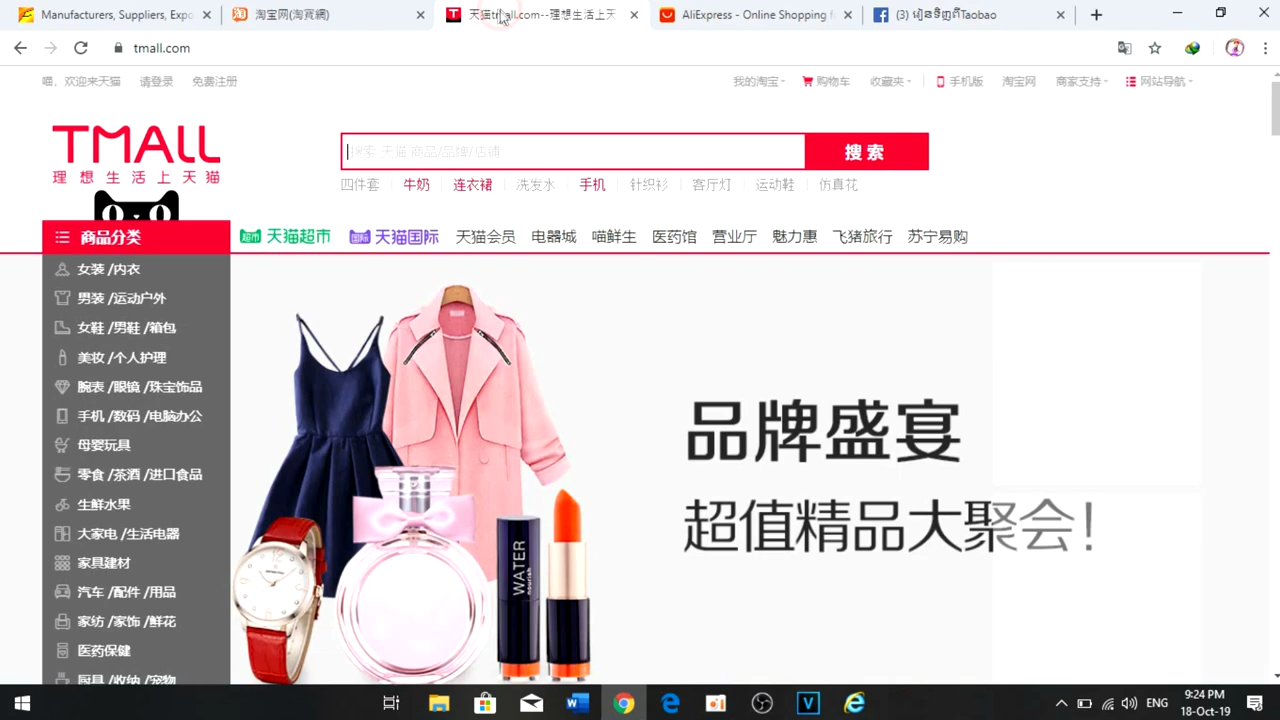 Manufacturers, Suppliers, Expo
淘宝网(淘寳網)
天猫tmall.com--理想生活上天
AliExpress - Online Shopping f
(3) រៀនទិញពីTaobao
tmall.com
喵，欢迎来天猫 请登录 免费注册
我的淘宝 购物车 收藏夹 手机版 淘宝网 商家支持 网站导航
TMALL
理想生活上天猫
搜索 天猫 商品/品牌/店铺
搜索
四件套 牛奶 连衣裙 洗发水 手机 针织衫 客厅灯 运动鞋 仿真花
商品分类
超市 天猫超市 国际 天猫国际 天猫会员 电器城 喵鲜生 医药馆 营业厅 魅力惠 飞猪旅行 苏宁易购
女装 /内衣
男装 /运动户外
女鞋 /男鞋 /箱包
美妆 /个人护理
腕表 /眼镜 /珠宝饰品
手机 /数码 /电脑办公
母婴玩具
零食 /茶酒 /进口食品
生鲜水果
大家电 /生活电器
家具建材
汽车 /配件 /用品
家纺 /家饰 /鲜花
医药保健
厨具 /收纳 /宠物
品牌盛宴
超值精品大聚会!
WATER
nourish
ENG
9:24 PM
18-Oct-19